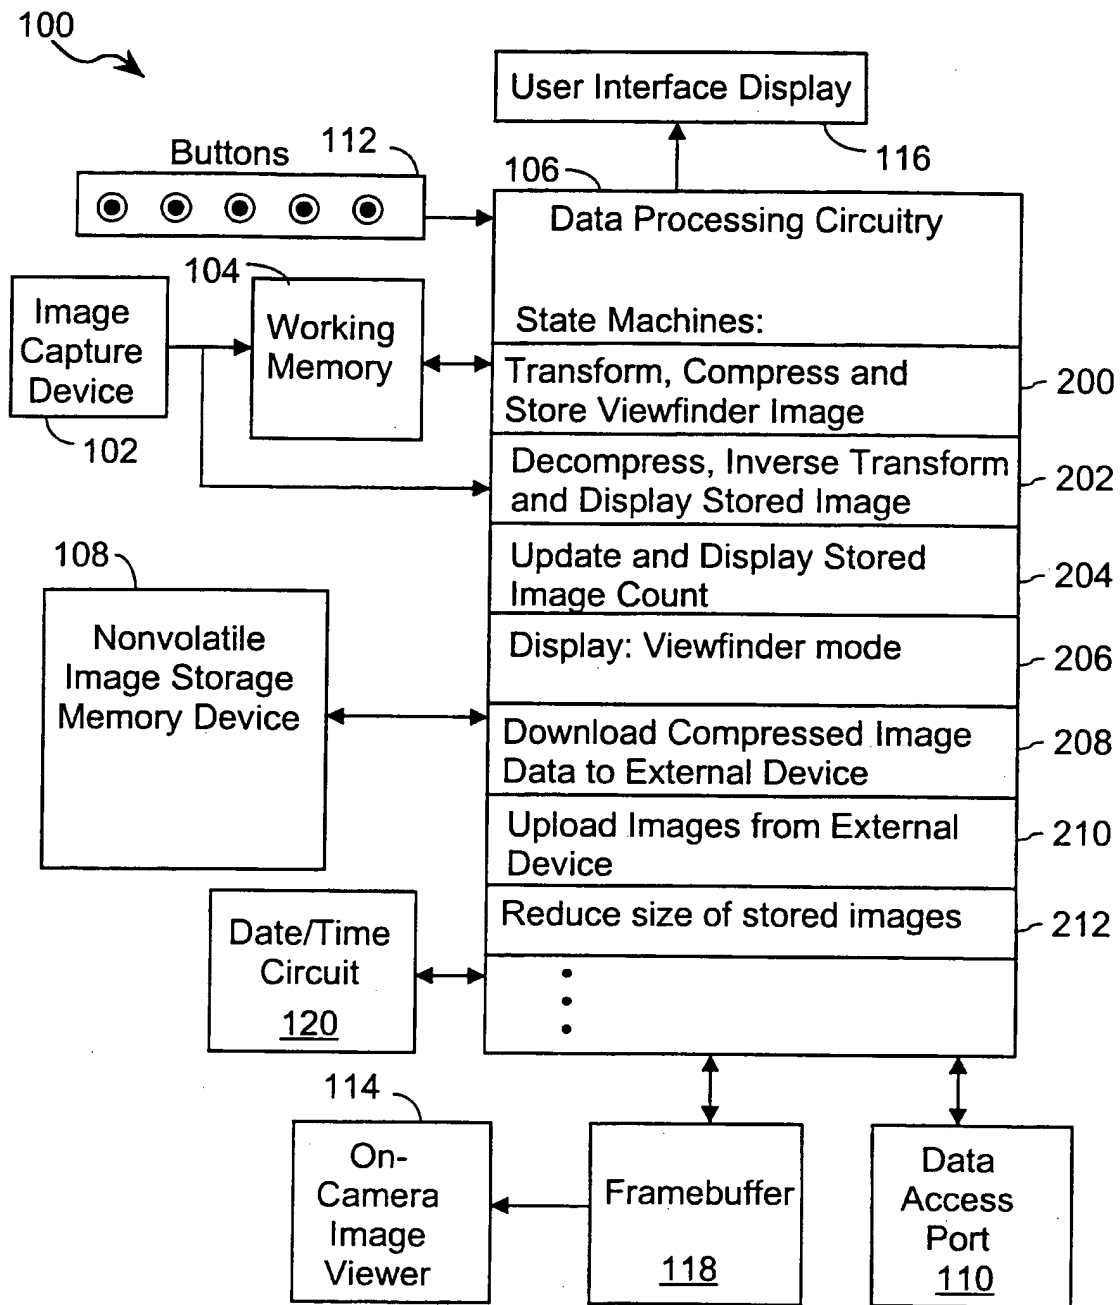 100
User Interface Display
116
Buttons
112
106
Data Processing Circuitry
104
Image
Capture
Device
102
Working
Memory
State Machines:
Transform, Compress and
Store Viewfinder Image
200
Decompress, Inverse Transform
and Display Stored Image
202
Update and Display Stored
Image Count
204
108
Nonvolatile
Image Storage
Memory Device
Display: Viewfinder mode
206
Download Compressed Image
Data to External Device
208
Upload Images from External
Device
210
Reduce size of stored images
212
Date/Time
Circuit
120
114
On-
Camera
Image
Viewer
Framebuffer
118
Data
Access
Port
110